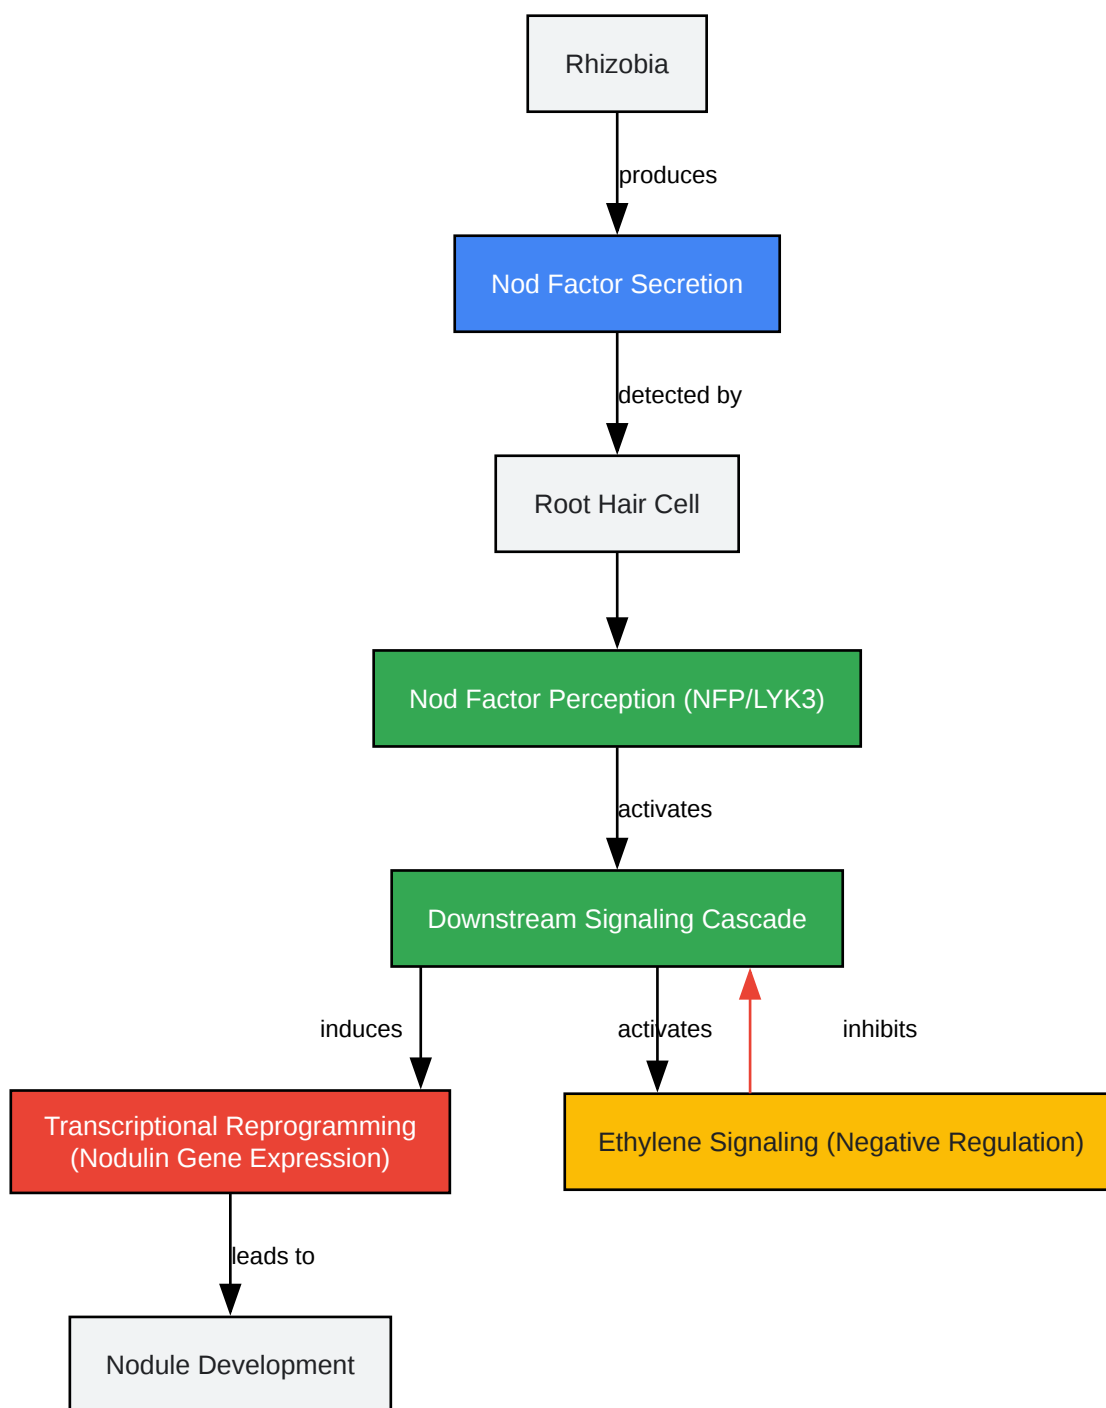 Rhizobia
produces
Nod Factor Secretion
detected by
Root Hair Cell
Nod Factor Perception (NFP/LYK3)
activates
Downstream Signaling Cascade
induces
activates
inhibits
Transcriptional Reprogramming
(Nodulin Gene Expression)
Ethylene Signaling (Negative Regulation)
leads to
Nodule Development